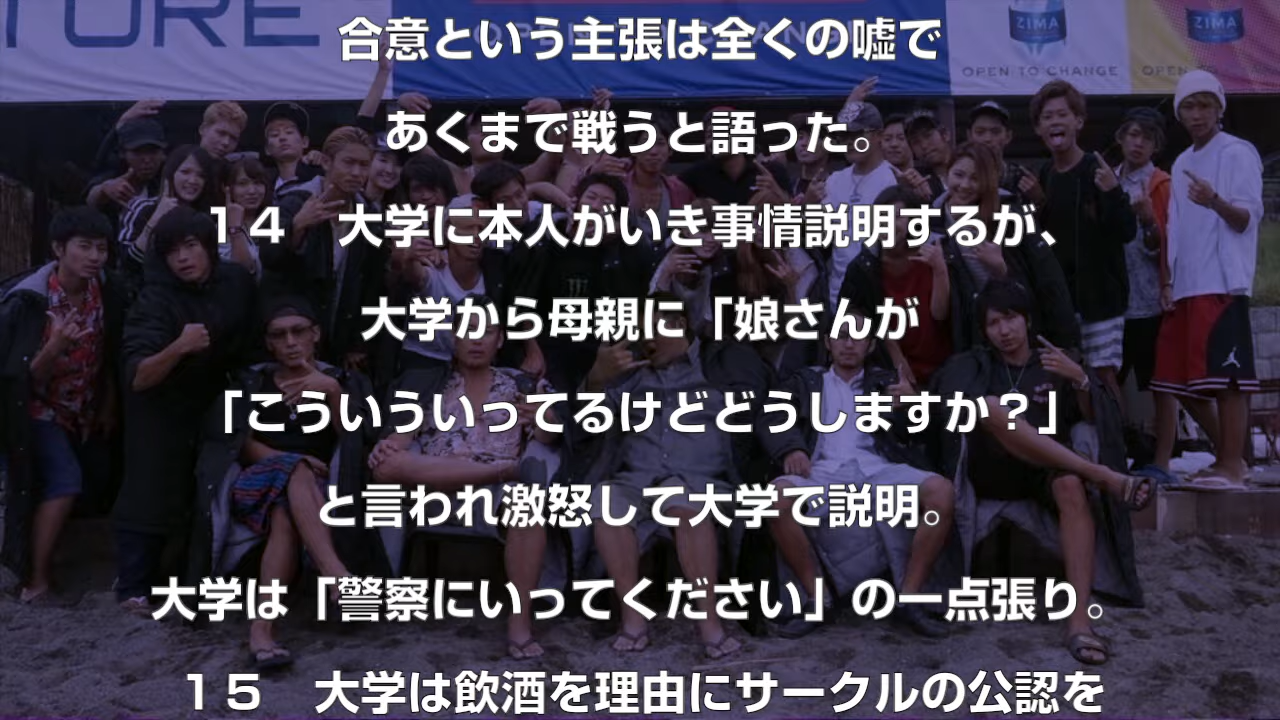 TURE
OPEN TO CHANGE
ZIMA
ZIMA
OPEN TO CHANGE
OPEN TO
合意という主張は全くの嘘で
あくまで戦うと語った。
１４　大学に本人がいき事情説明するが、
大学から母親に「娘さんが
「こういういってるけどどうしますか？」
と言われ激怒して大学で説明。
大学は「警察にいってください」の一点張り。
１５　大学は飲酒を理由にサークルの公認を